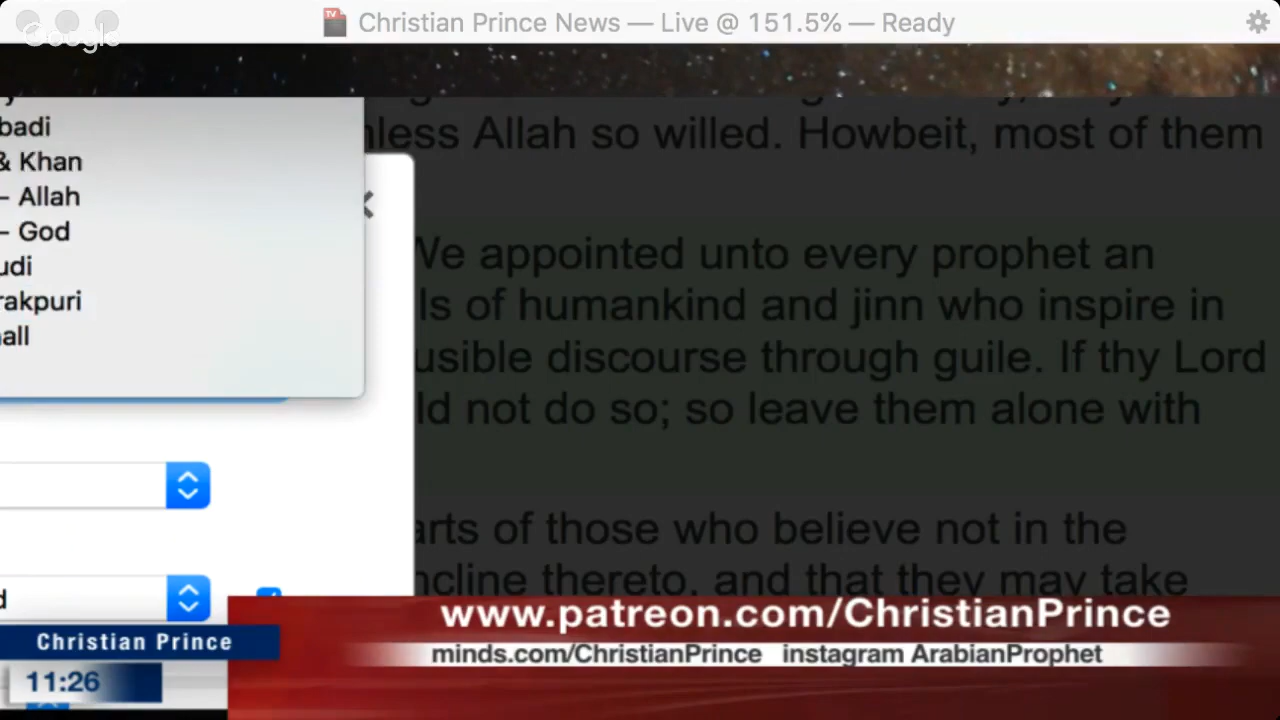 Christian Prince News — Live @ 151.5% — Ready
Google
badi
& Khan
– Allah
– God
udi
rakpuri
all
nless Allah so willed. Howbeit, most of them
We appointed unto every prophet an
ls of humankind and jinn who inspire in
usible discourse through guile. If thy Lord
ld not do so; so leave them alone with
arts of those who believe not in the
ncline thereto, and that they may take
d
www.patreon.com/ChristianPrince
minds.com/ChristianPrince instagram ArabianProphet
Christian Prince
11:26